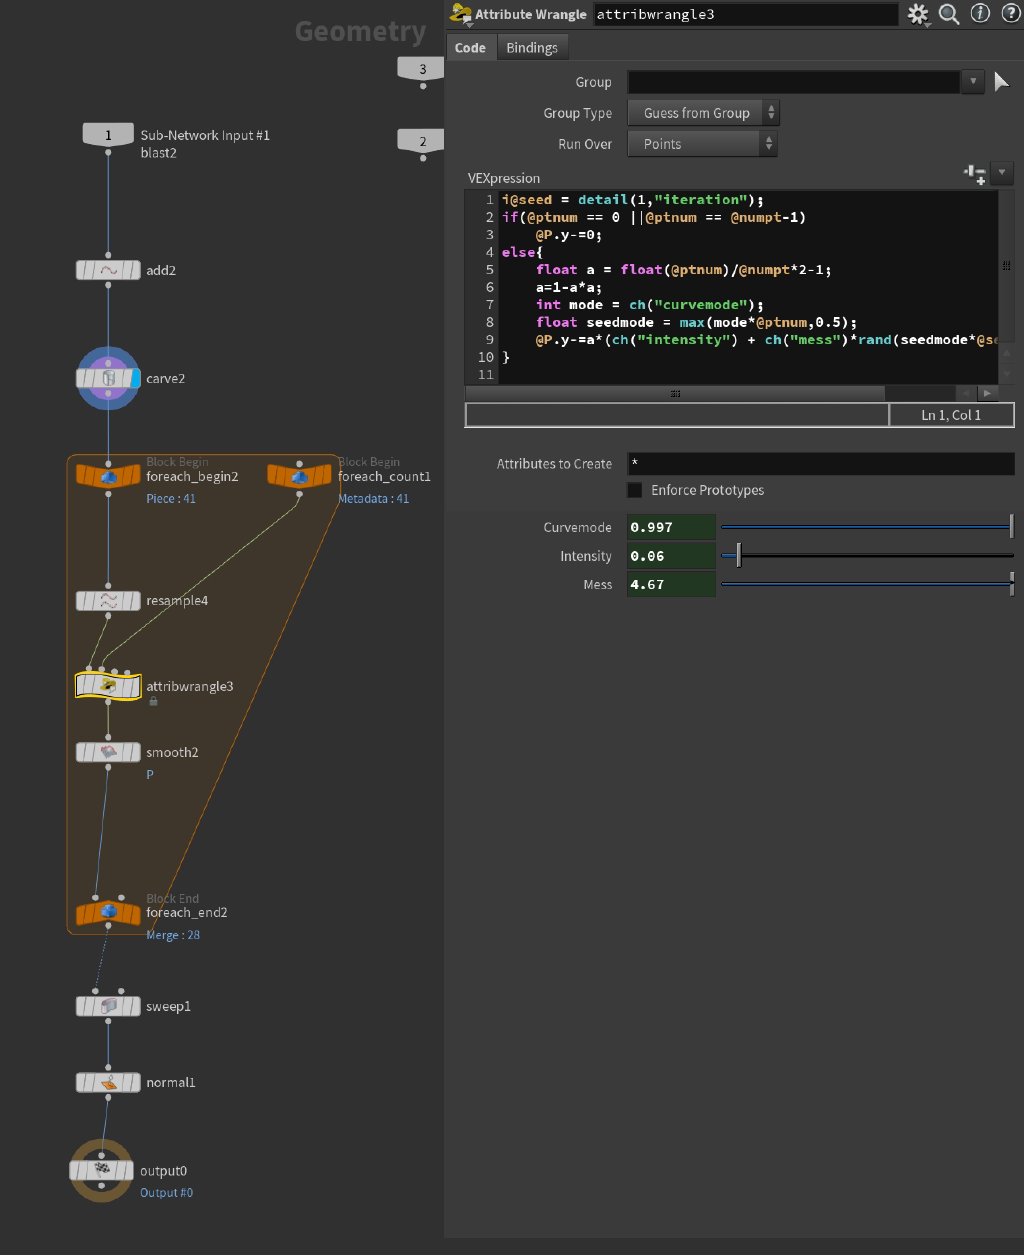 Geometry
3
1
Sub-Network Input #1
blast2
2
add2
carve2
Block Begin
foreach_begin2
Piece : 41
Block Begin
foreach_count1
Metadata : 41
resample4
attribwrangle3
smooth2
P
Block End
foreach_end2
Merge : 28
sweep1
normal1
output0
Output #0
Attribute Wrangle attribwrangle3
Code Bindings
Group
Group Type Guess from Group
Run Over Points
VEXpression
1 i@seed = detail(1,"iteration");
2 if(@ptnum == 0 ||@ptnum == @numpt-1)
3 @P.y-=0;
4 else{
5 float a = float(@ptnum)/@numpt*2-1;
6 a=1-a*a;
7 int mode = ch("curvemode");
8 float seedmode = max(mode*@ptnum,0.5);
9 @P.y-=a*(ch("intensity") + ch("mess")*rand(seedmode*@se
10 }
11
Ln 1, Col 1
Attributes to Create *
Enforce Prototypes
Curvemode 0.997
Intensity 0.06
Mess 4.67